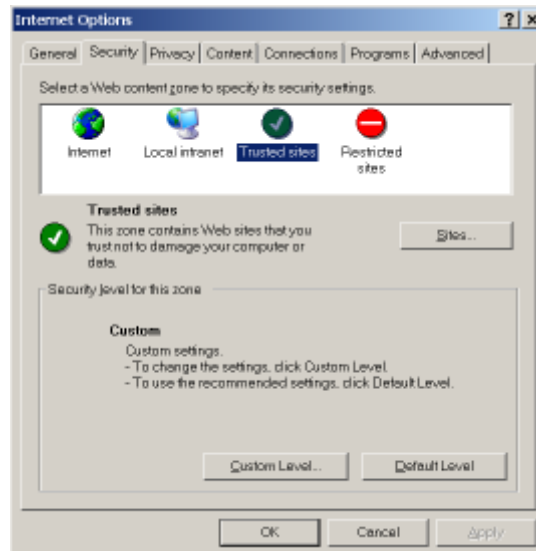 Internet Options
General Security Privacy Content Connections Programs Advanced
Select a Web content zone to specify its security settings.
Internet Local intranet Trusted sites Restricted sites
Trusted sites
This zone contains Web sites that you
trust not to damage your computer or
data.
Sites...
Security level for this zone
Custom
Custom settings.
- To change the settings, click Custom Level.
- To use the recommended settings, click Default Level.
Custom Level... Default Level
OK Cancel Apply